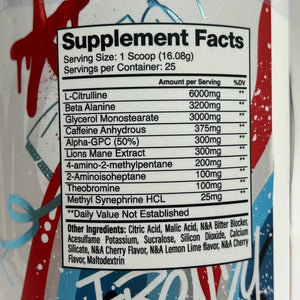 Supplement Facts
Serving Size: 1 Scoop (16.08g)
Servings per Container: 25
Amount per Serving %DV
L-Citrulline 6000mg **
Beta Alanine 3200mg **
Glycerol Monostearate 3000mg **
Caffeine Anhydrous 375mg **
Alpha-GPC (50%) 300mg **
Lions Mane Extract 500mg **
4-amino-2-methylpentane 200mg **
2-Aminoisoheptane 100mg **
Theobromine 100mg **
Methyl Synephrine HCL 25mg **
**Daily Value Not Established
Other Ingredients: Citric Acid, Malic Acid, N&A Bitter Blocker,
Acesulfame Potassium, Sucralose, Silicon Dioxide, Calcium
Silicate, N&A Cherry Flavor, N&A Lemon Lime flavor, N&A Cherry
Flavor, Maltodextrin